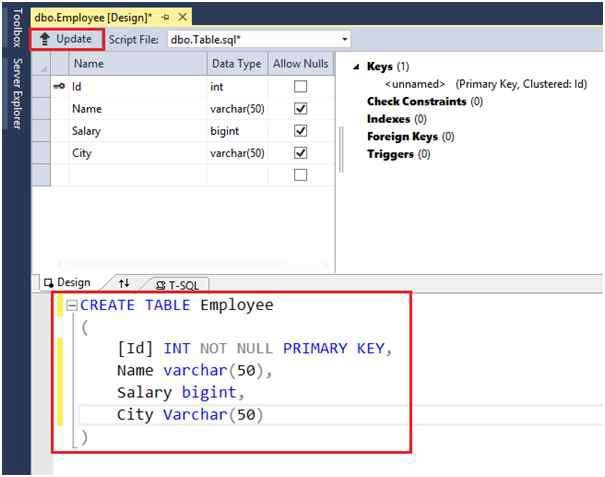 Toolbox
Server Explorer
dbo.Employee [Design]*
Update
Script File:
dbo.Table.sql*
Name Data Type Allow Nulls
Id int
Name varchar(50)
Salary bigint
City varchar(50)
Keys (1)
<unnamed> (Primary Key, Clustered: Id)
Check Constraints (0)
Indexes (0)
Foreign Keys (0)
Triggers (0)
Design
T-SQL
CREATE TABLE Employee
(
[Id] INT NOT NULL PRIMARY KEY,
Name varchar(50),
Salary bigint,
City Varchar(50)
)